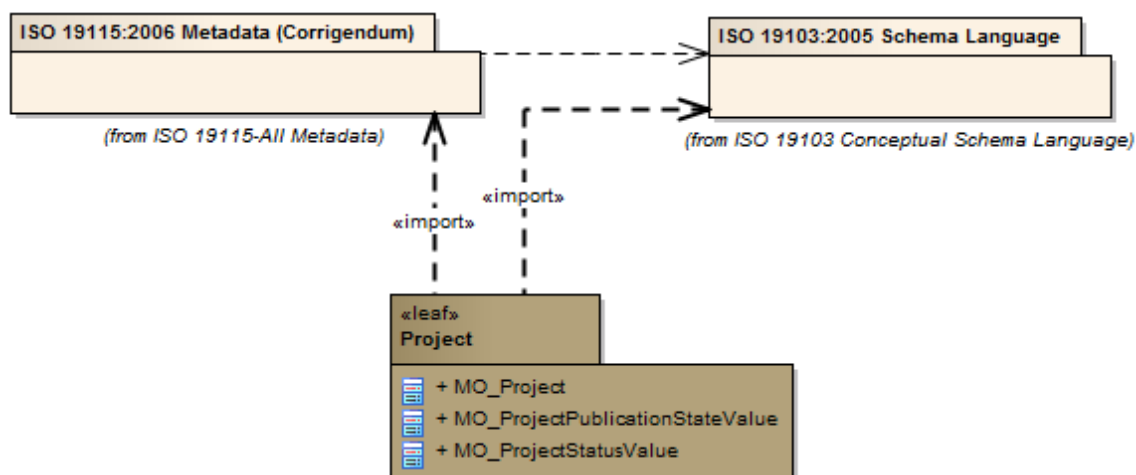 ISO 19115:2006 Metadata (Corrigendum)
ISO 19103:2005 Schema Language
(from ISO 19115-All Metadata)
(from ISO 19103 Conceptual Schema Language)
«import»
«import»
«leaf»
Project
+ MO_Project
+ MO_ProjectPublicationStateValue
+ MO_ProjectStatusValue